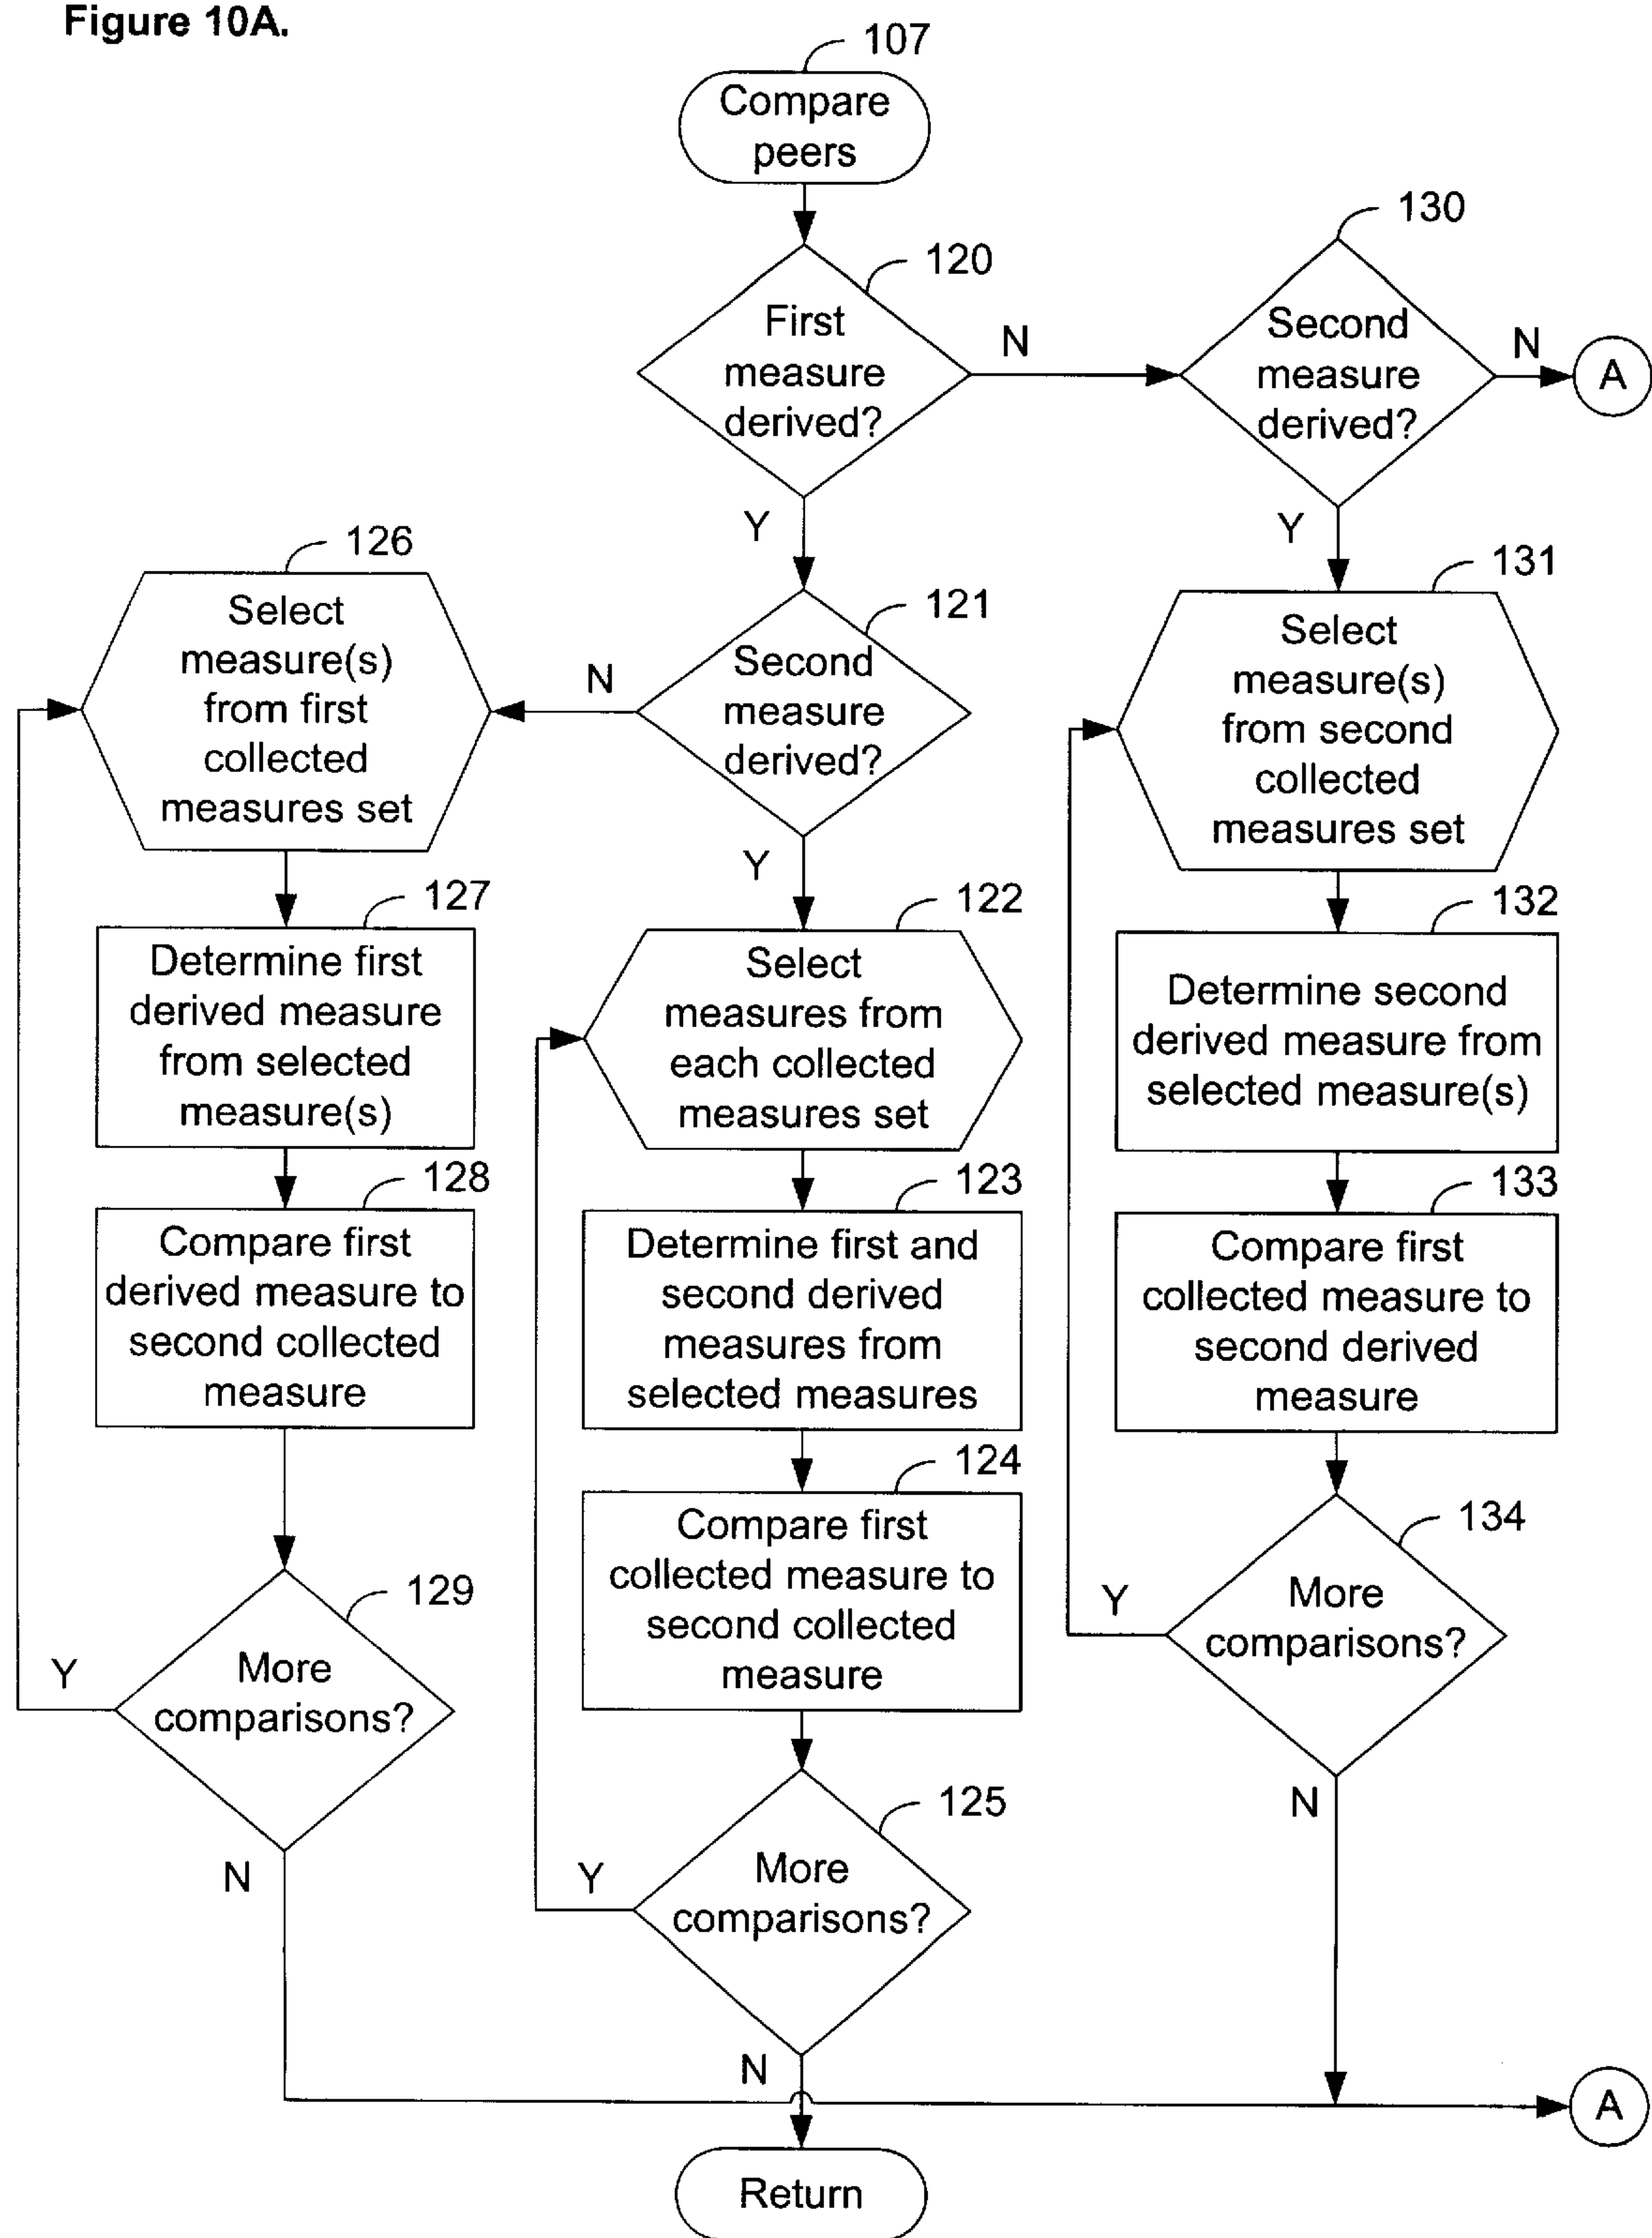 Figure 10A.
107
Compare
peers
120
First
measure
derived?
N
130
Second
measure
derived?
N
A
Y
Y
126
Select
measure(s)
from first
collected
measures set
N
121
Second
measure
derived?
Y
131
Select
measure(s)
from second
collected
measures set
127
Determine first
derived measure
from selected
measure(s)
122
Select
measures from
each collected
measures set
132
Determine second
derived measure from
selected measure(s)
128
Compare first
derived measure to
second collected
measure
123
Determine first and
second derived
measures from
selected measures
133
Compare first
collected measure to
second derived
measure
124
Compare first
collected measure to
second collected
measure
134
More
comparisons?
Y
N
129
More
comparisons?
Y
N
125
More
comparisons?
Y
N
A
Return